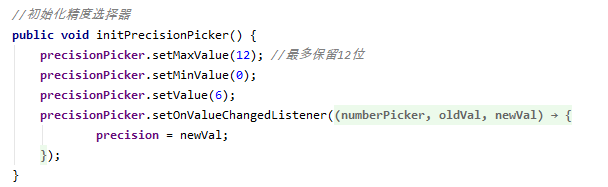 //初始化精度选择器
public void initPrecisionPicker() {
    precisionPicker.setMaxValue(12); //最多保留12位
    precisionPicker.setMinValue(0);
    precisionPicker.setValue(6);
    precisionPicker.setOnValueChangedListener((numberPicker, oldVal, newVal) → {
            precision = newVal;
    });
}